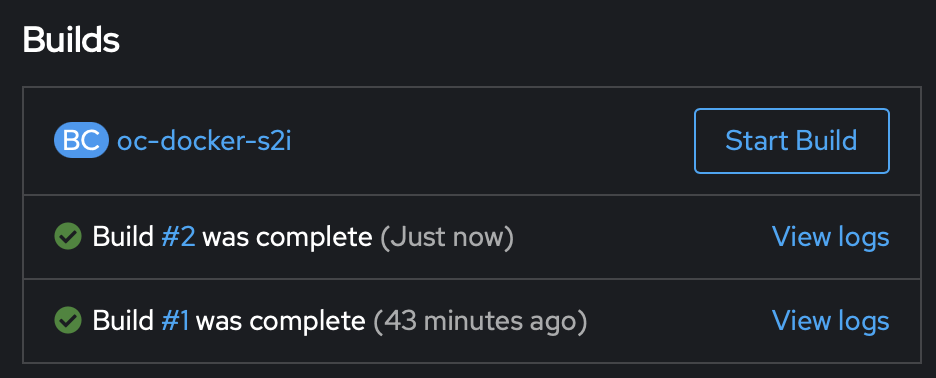 Builds
BC oc-docker-s2i Start Build
Build #2 was complete (Just now) View logs
Build #1 was complete (43 minutes ago) View logs